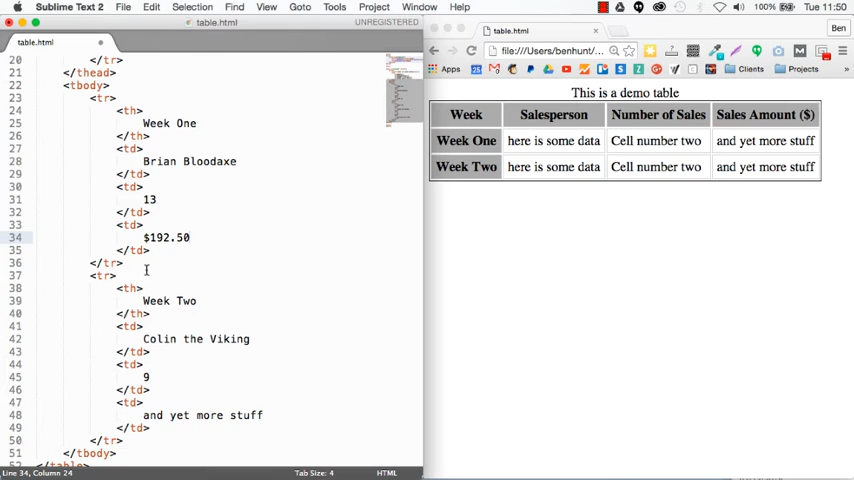 Sublime Text 2 File Edit Selection Find View Goto Tools Project Window Help 100% Tue 11:50
table.html UNREGISTERED
table.html
20 </tr>
21 </thead>
22 <tbody>
23 <tr>
24 <th>
25 Week One
26 </th>
27 <td>
28 Brian Bloodaxe
29 </td>
30 <td>
31 13
32 </td>
33 <td>
34 $192.50
35 </td>
36 </tr>
37 <tr>
38 <th>
39 Week Two
40 </th>
41 <td>
42 Colin the Viking
43 </td>
44 <td>
45 9
46 </td>
47 <td>
48 and yet more stuff
49 </td>
50 </tr>
51 </tbody>
52 </table>
Line 34, Column 24 Tab Size: 4 HTML
table.html Ben
file:///Users/benhunt/...
Apps Clients Projects
This is a demo table
Week Salesperson Number of Sales Sales Amount ($)
Week One here is some data Cell number two and yet more stuff
Week Two here is some data Cell number two and yet more stuff